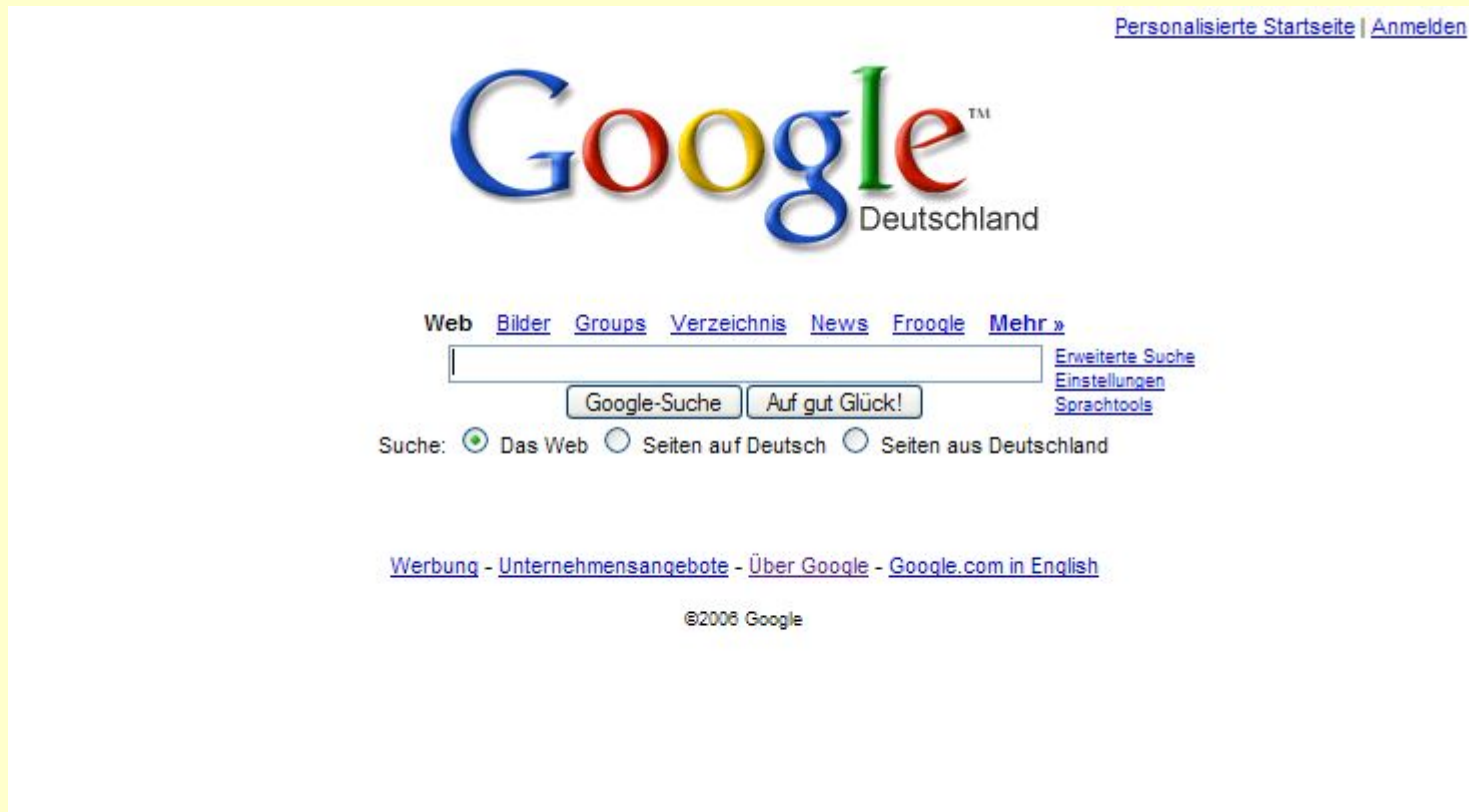 Personalisierte Startseite | Anmelden
Google™
Deutschland
Web Bilder Groups Verzeichnis News Froogle Mehr »
Erweiterte Suche
Einstellungen
Sprachtools
Google-Suche Auf gut Glück!
Suche: Das Web Seiten auf Deutsch Seiten aus Deutschland
Werbung - Unternehmensangebote - Über Google - Google.com in English
©2006 Google